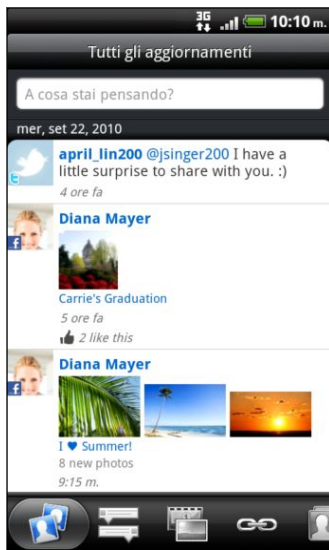 3G 10:10 m.
Tutti gli aggiornamenti
A cosa stai pensando?
mer, set 22, 2010
april_lin200 @jsinger200 I have a
little surprise to share with you. :)
4 ore fa
Diana Mayer
Carrie's Graduation
5 ore fa
2 like this
Diana Mayer
I ♥ Summer!
8 new photos
9:15 m.